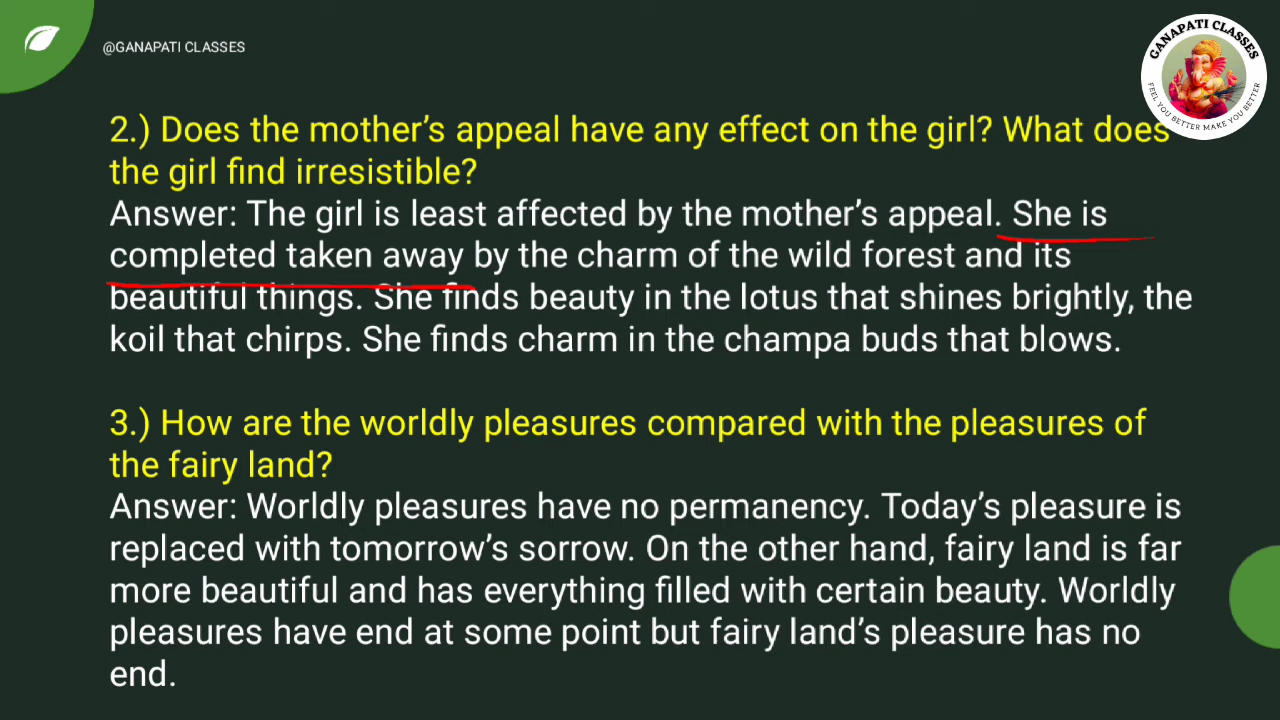 @GANAPATI CLASSES
GANAPATI CLASSES
FEEL YOU BETTER MAKE YOU BETTER
2.) Does the mother’s appeal have any effect on the girl? What does
the girl find irresistible?
Answer: The girl is least affected by the mother’s appeal. She is
completed taken away by the charm of the wild forest and its
beautiful things. She finds beauty in the lotus that shines brightly, the
koil that chirps. She finds charm in the champa buds that blows.
3.) How are the worldly pleasures compared with the pleasures of
the fairy land?
Answer: Worldly pleasures have no permanency. Today’s pleasure is
replaced with tomorrow’s sorrow. On the other hand, fairy land is far
more beautiful and has everything filled with certain beauty. Worldly
pleasures have end at some point but fairy land’s pleasure has no
end.